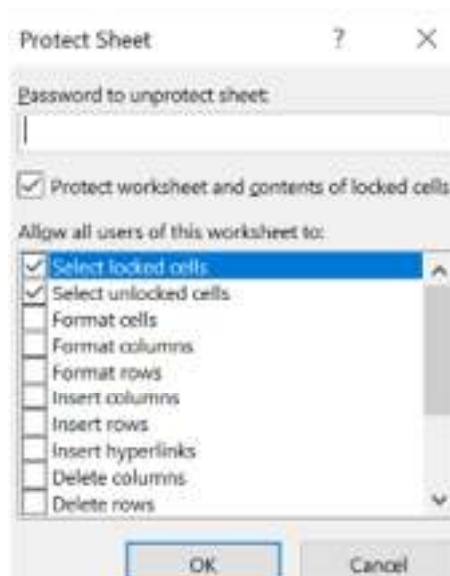 Protect Sheet ? ×
Password to unprotect sheet:
Protect worksheet and contents of locked cells
Allow all users of this worksheet to:
Select locked cells
Select unlocked cells
Format cells
Format columns
Format rows
Insert columns
Insert rows
Insert hyperlinks
Delete columns
Delete rows
OK Cancel